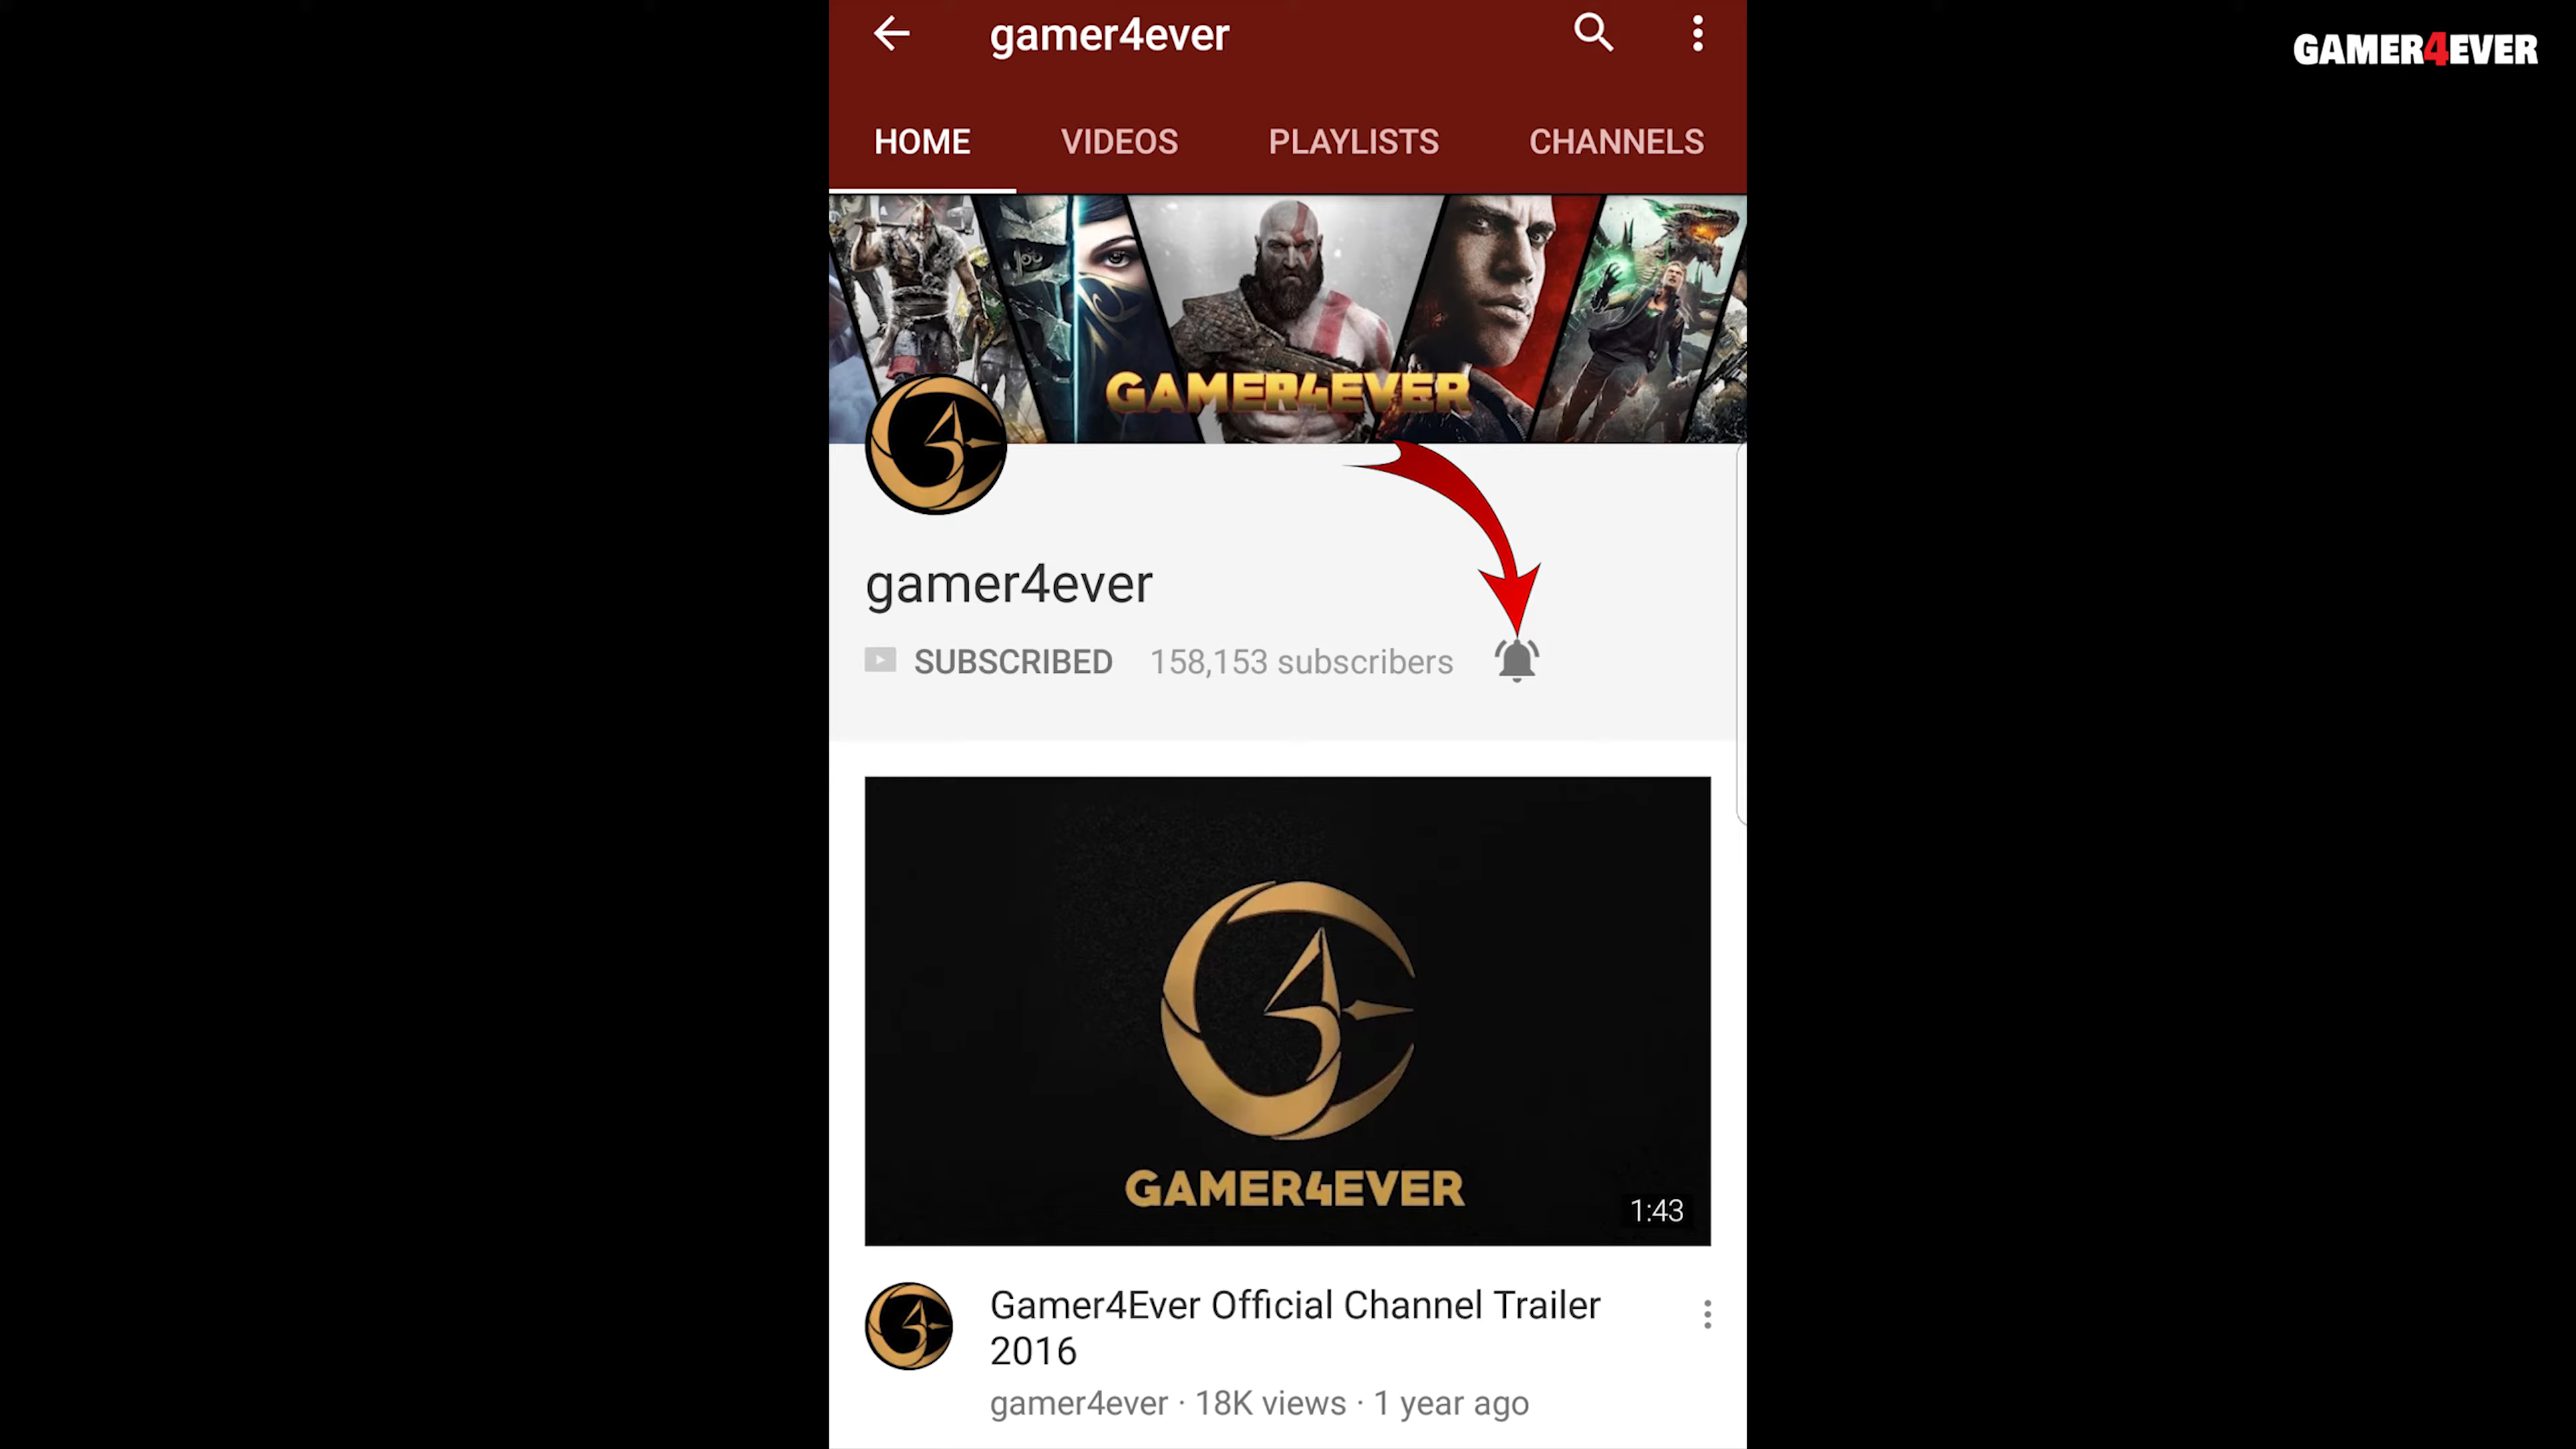 gamer4ever
GAMER4EVER
HOME VIDEOS PLAYLISTS CHANNELS
GAMER4EVER
gamer4ever
SUBSCRIBED 158,153 subscribers
GAMER4EVER
1:43
Gamer4Ever Official Channel Trailer
2016
gamer4ever · 18K views · 1 year ago